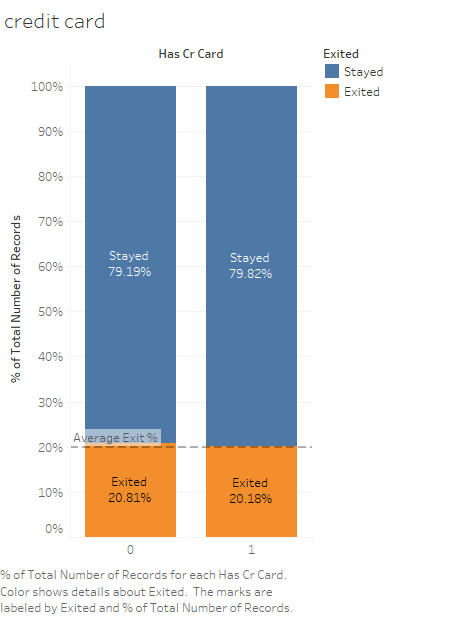 credit card
Has Cr Card
Exited
Stayed
Exited
100%
90%
80%
70%
60%
50%
40%
30%
20%
10%
0%
% of Total Number of Records
Stayed
79.19%
Stayed
79.82%
Average Exit %
Exited
20.81%
Exited
20.18%
0
1
% of Total Number of Records for each Has Cr Card.
Color shows details about Exited. The marks are
labeled by Exited and % of Total Number of Records.